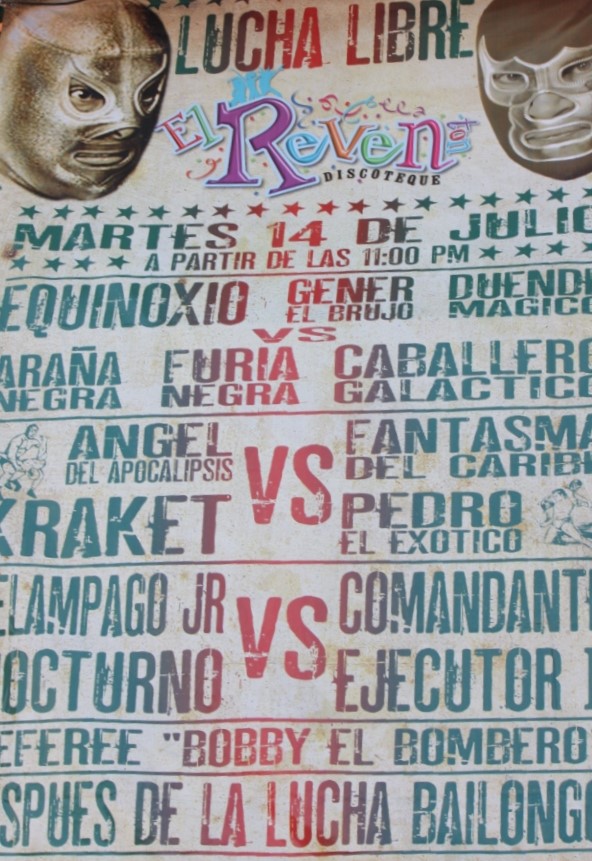 LUCHA LIBRE
El Reventou
DISCOTEQUE
MARTES 14 DE JULIO
A PARTIR DE LAS 11:00 PM
EQUINOXIO GENER EL BRUJO DUENDE MAGICO
VS
ARAÑA NEGRA FURIA NEGRA CABALLERO GALACTICO
ANGEL DEL APOCALIPSIS
KRAKET
VS
FANTASMA DEL CARIBE
PEDRO EL EXOTICO
ELAMPAGO JR
OCTURNO
VS
COMANDANTE
EJECUTOR I
EFEREE "BOBBY EL BOMBERO
SPUES DE LA LUCHA BAILONGO